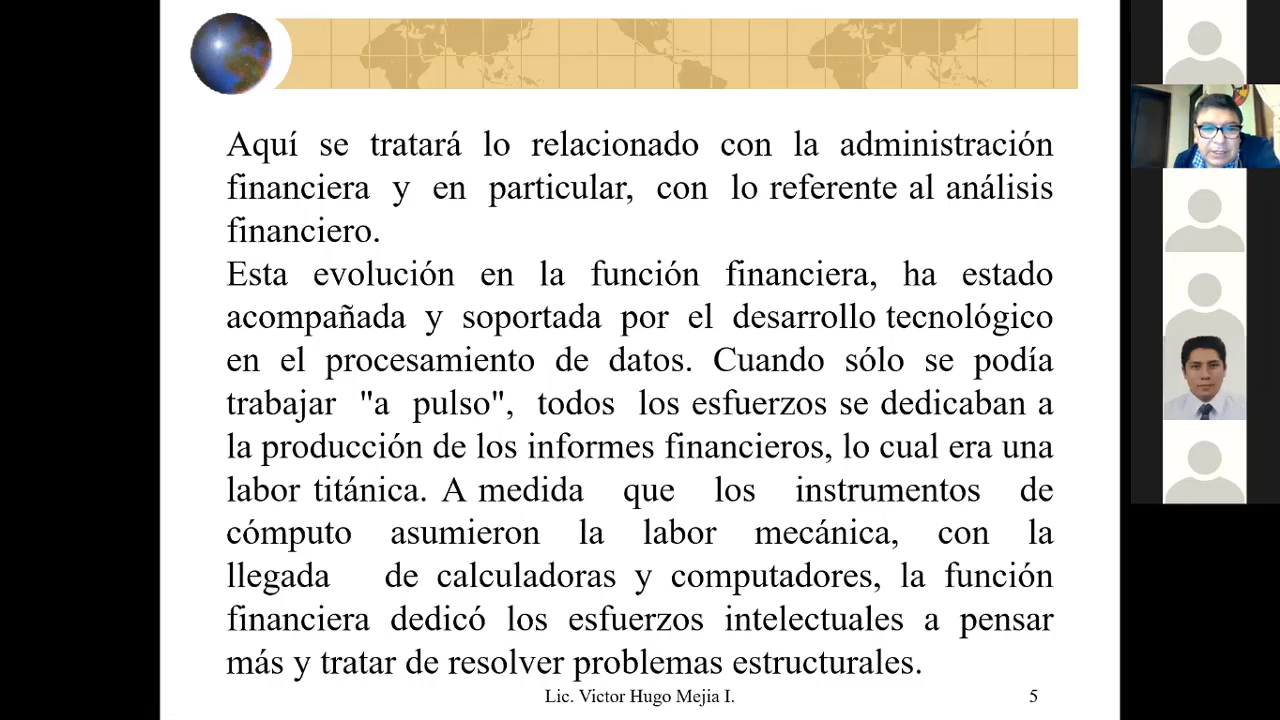 Aquí se tratará lo relacionado con la administración
financiera y en particular, con lo referente al análisis
financiero.
Esta evolución en la función financiera, ha estado
acompañada y soportada por el desarrollo tecnológico
en el procesamiento de datos. Cuando sólo se podía
trabajar "a pulso", todos los esfuerzos se dedicaban a
la producción de los informes financieros, lo cual era una
labor titánica. A medida que los instrumentos de
cómputo asumieron la labor mecánica, con la
llegada de calculadoras y computadores, la función
financiera dedicó los esfuerzos intelectuales a pensar
más y tratar de resolver problemas estructurales.
Lic. Victor Hugo Mejia I.
5